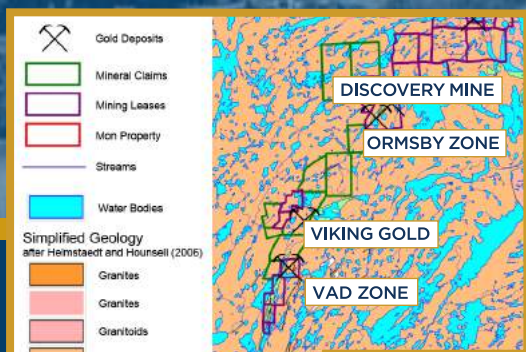 Gold Deposits
Mineral Claims
Mining Leases
Mon Property
Streams
Water Bodies
Simplified Geology
after Helmstaedt and Hounsell (2006)
Granites
Granites
Granitoids
DISCOVERY MINE
ORMSBY ZONE
VIKING GOLD
VAD ZONE